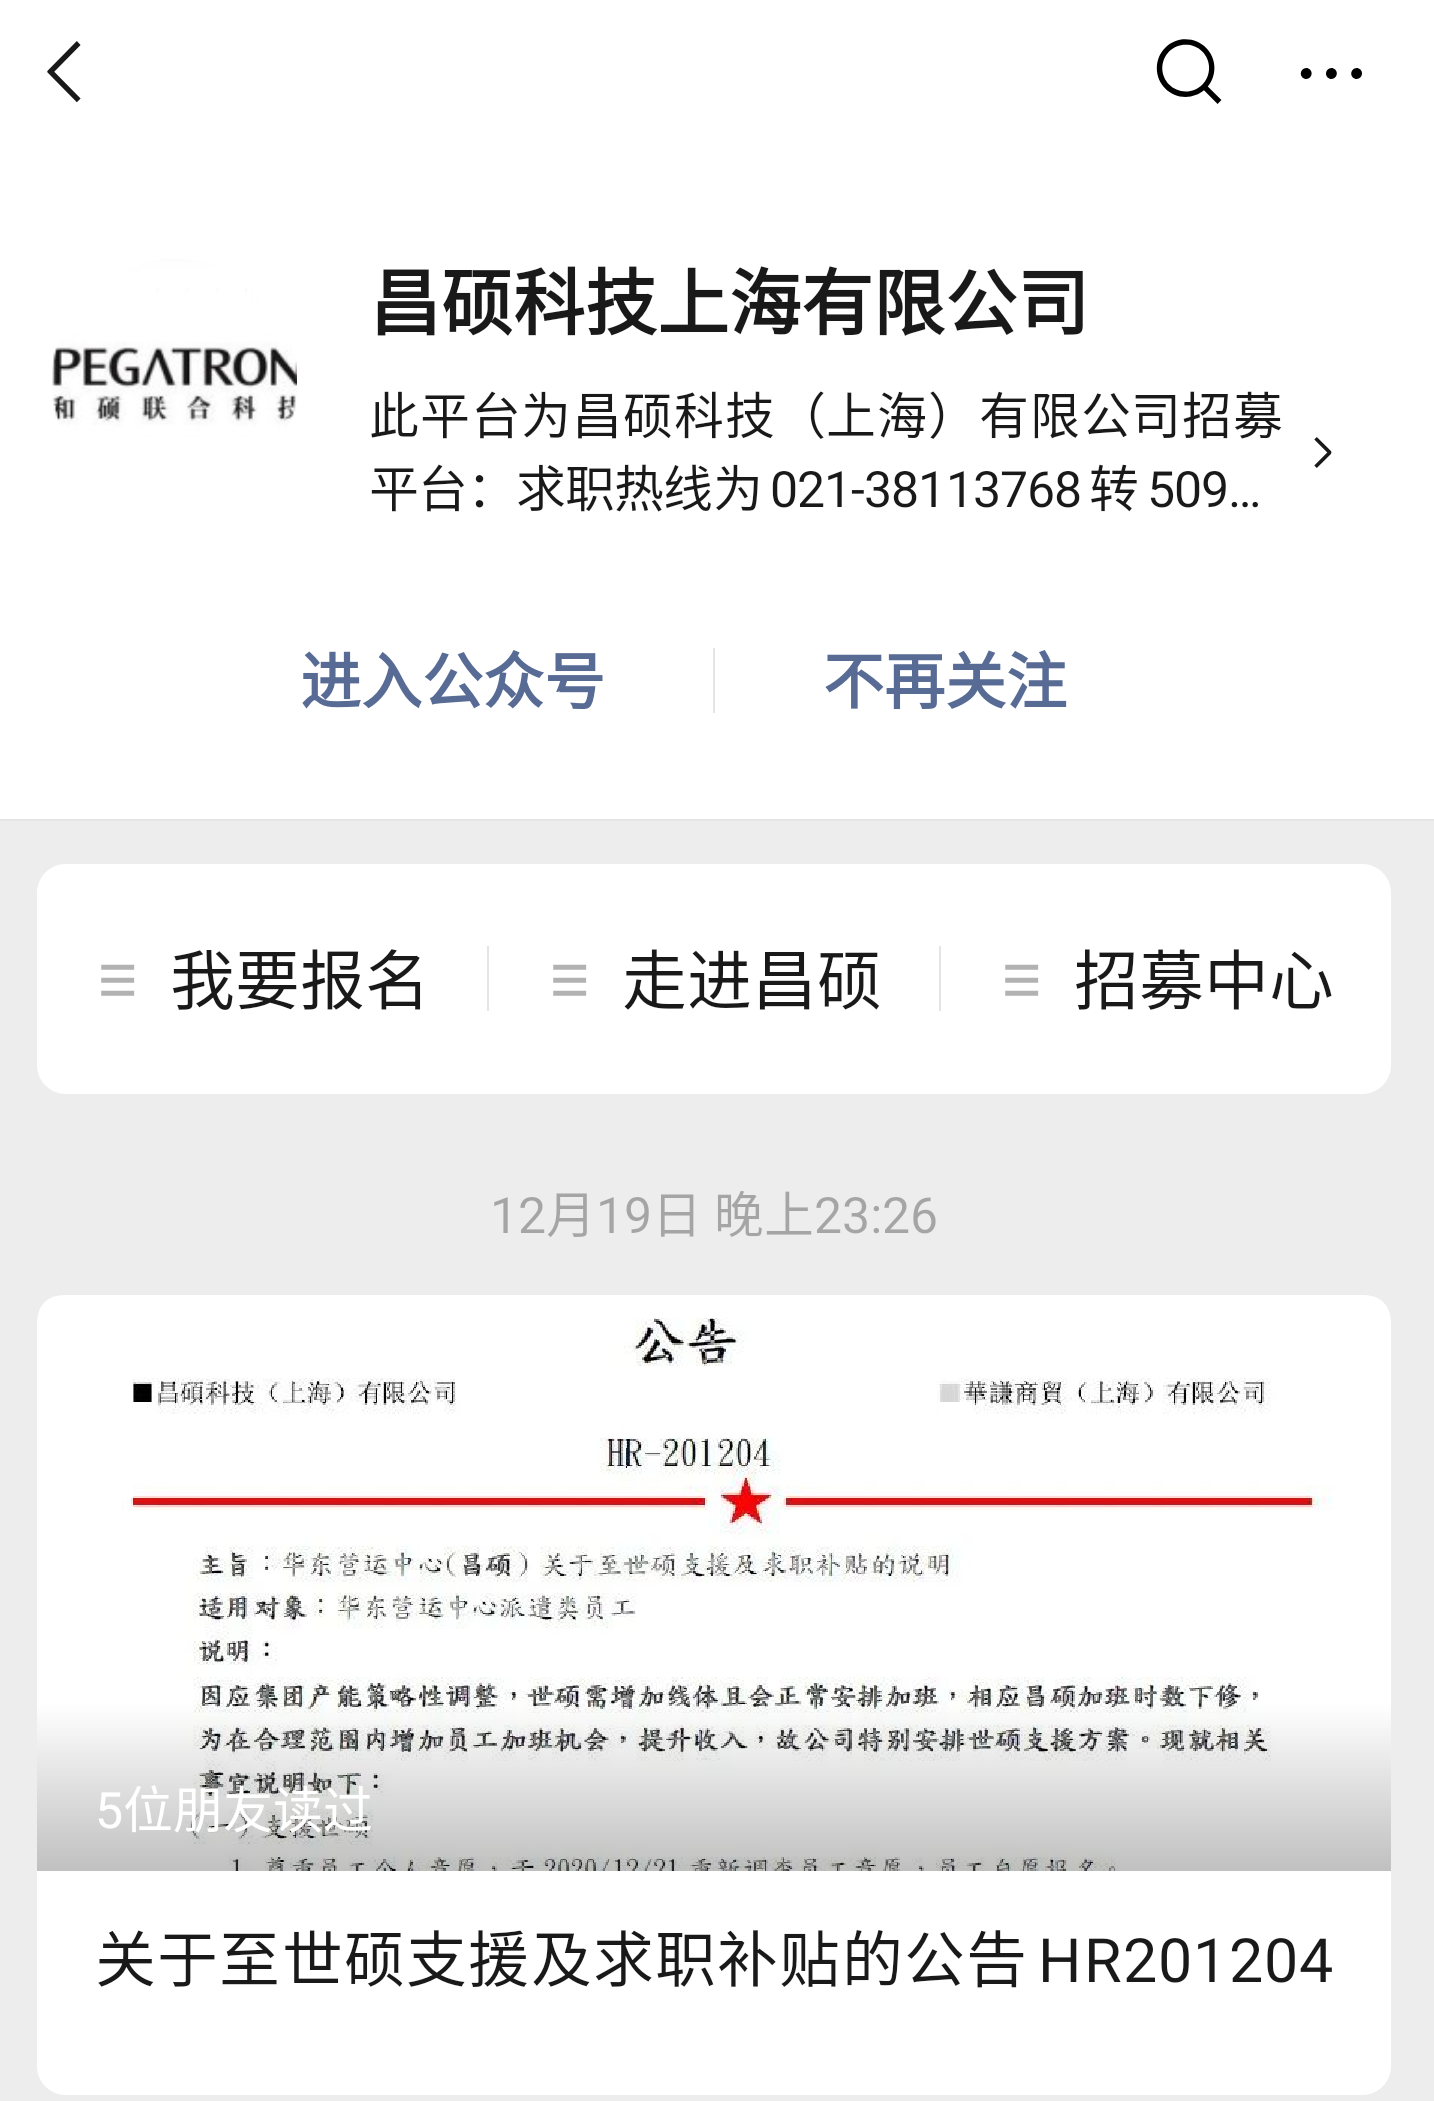 昌硕科技上海有限公司
PEGATRON
和硕联合科技
此平台为昌硕科技（上海）有限公司招募
平台：求职热线为021-38113768转509...
进入公众号
不再关注
我要报名
走进昌硕
招募中心
12月19日 晚上23:26
公告
■昌碩科技（上海）有限公司
■華謙商貿（上海）有限公司
HR-201204
主旨：华东营运中心(昌硕）关于至世硕支援及求职补贴的说明
适用对象：华东营运中心派遣类员工
说明：
因应集团产能策略性调整，世硕需增加线体且会正常安排加班，相应昌硕加班时数下修，
为在合理范围内增加员工加班机会，提升收入，故公司特别安排世硕支援方案。现就相关
事宜说明如下：
5位朋友读过
(一) 支援世硕
1. 尊重员工个人意愿，于2020/12/21重新调查员工意愿，员工自愿报名。
关于至世硕支援及求职补贴的公告HR201204